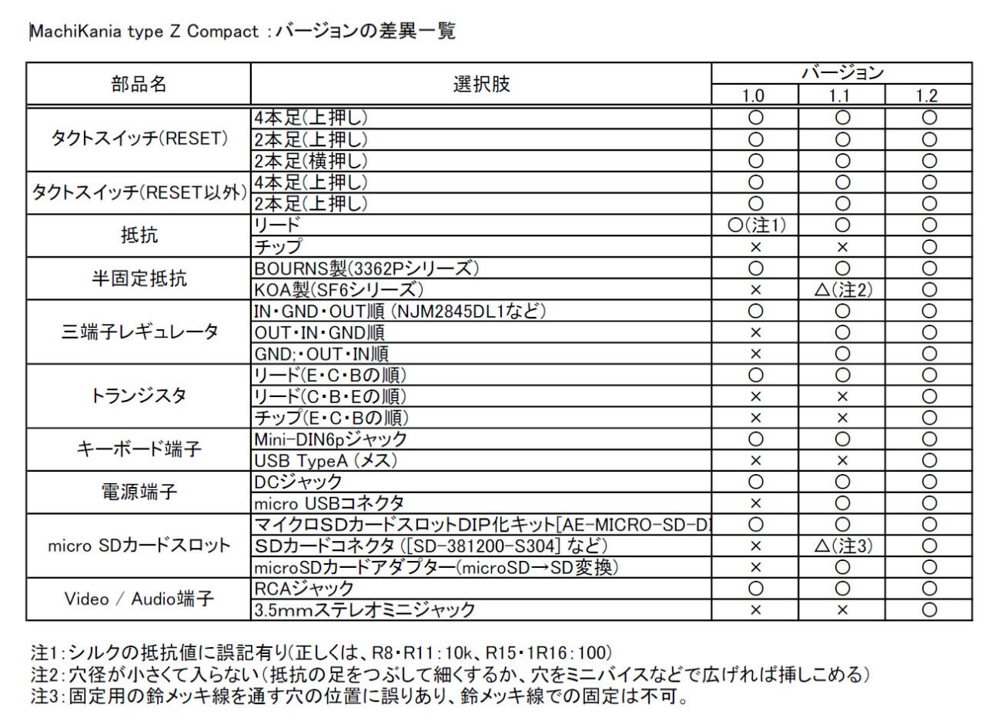 MachiKania type Z Compact ：バージョンの差異一覧
部品名 選択肢 バージョン
1.0 1.1 1.2
タクトスイッチ(RESET) 4本足(上押し) ○ ○ ○
2本足(上押し) ○ ○ ○
2本足(横押し) ○ ○ ○
タクトスイッチ(RESET以外) 4本足(上押し) ○ ○ ○
2本足(上押し) ○ ○ ○
抵抗 リード ○(注1) ○ ○
チップ × × ○
半固定抵抗 BOURNS製(3362Pシリーズ) ○ ○ ○
KOA製(SF6シリーズ) × △(注2) ○
三端子レギュレータ IN・GND・OUT順 (NJM2845DL1など) ○ ○ ○
OUT・IN・GND順 × ○ ○
GND;・OUT・IN順 × ○ ○
トランジスタ リード(E・C・Bの順) ○ ○ ○
リード(C・B・Eの順) × × ○
チップ(E・C・Bの順) × × ○
キーボード端子 Mini-DIN6pジャック ○ ○ ○
USB TypeA (メス) × × ○
電源端子 DCジャック ○ ○ ○
micro USBコネクタ × ○ ○
micro SDカードスロット マイクロSDカードスロットDIP化キット[AE-MICRO-SD-DI ○ ○ ○
SDカードコネクタ ([SD-381200-S304] など) × △(注3) ○
microSDカードアダプター(microSD→SD変換) × ○ ○
Video / Audio端子 RCAジャック ○ ○ ○
3.5mmステレオミニジャック × × ○
注1：シルクの抵抗値に誤記有り(正しくは、R8・R11：10k、R15・1R16：100)
注2：穴径が小さくて入らない（抵抗の足をつぶして細くするか、穴をミニバイスなどで広げれば挿しこめる）
注3：固定用の鈴メッキ線を通す穴の位置に誤りあり、鈴メッキ線での固定は不可。